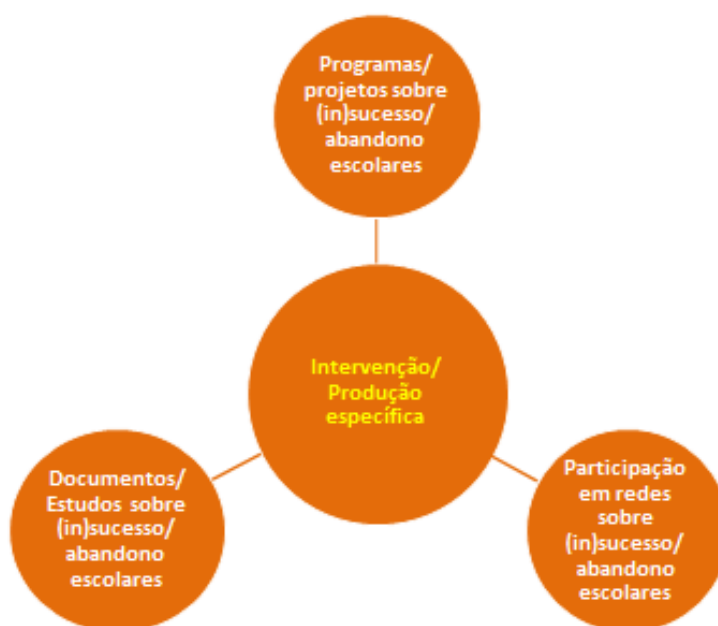 Programas/
projetos sobre
(in)sucesso/
abandono
escolares
Intervenção/
Produção
específica
Documentos/
Estudos sobre
(in)sucesso/
abandono
escolares
Participação
em redes
sobre
(in)sucesso/
abandono
escolares